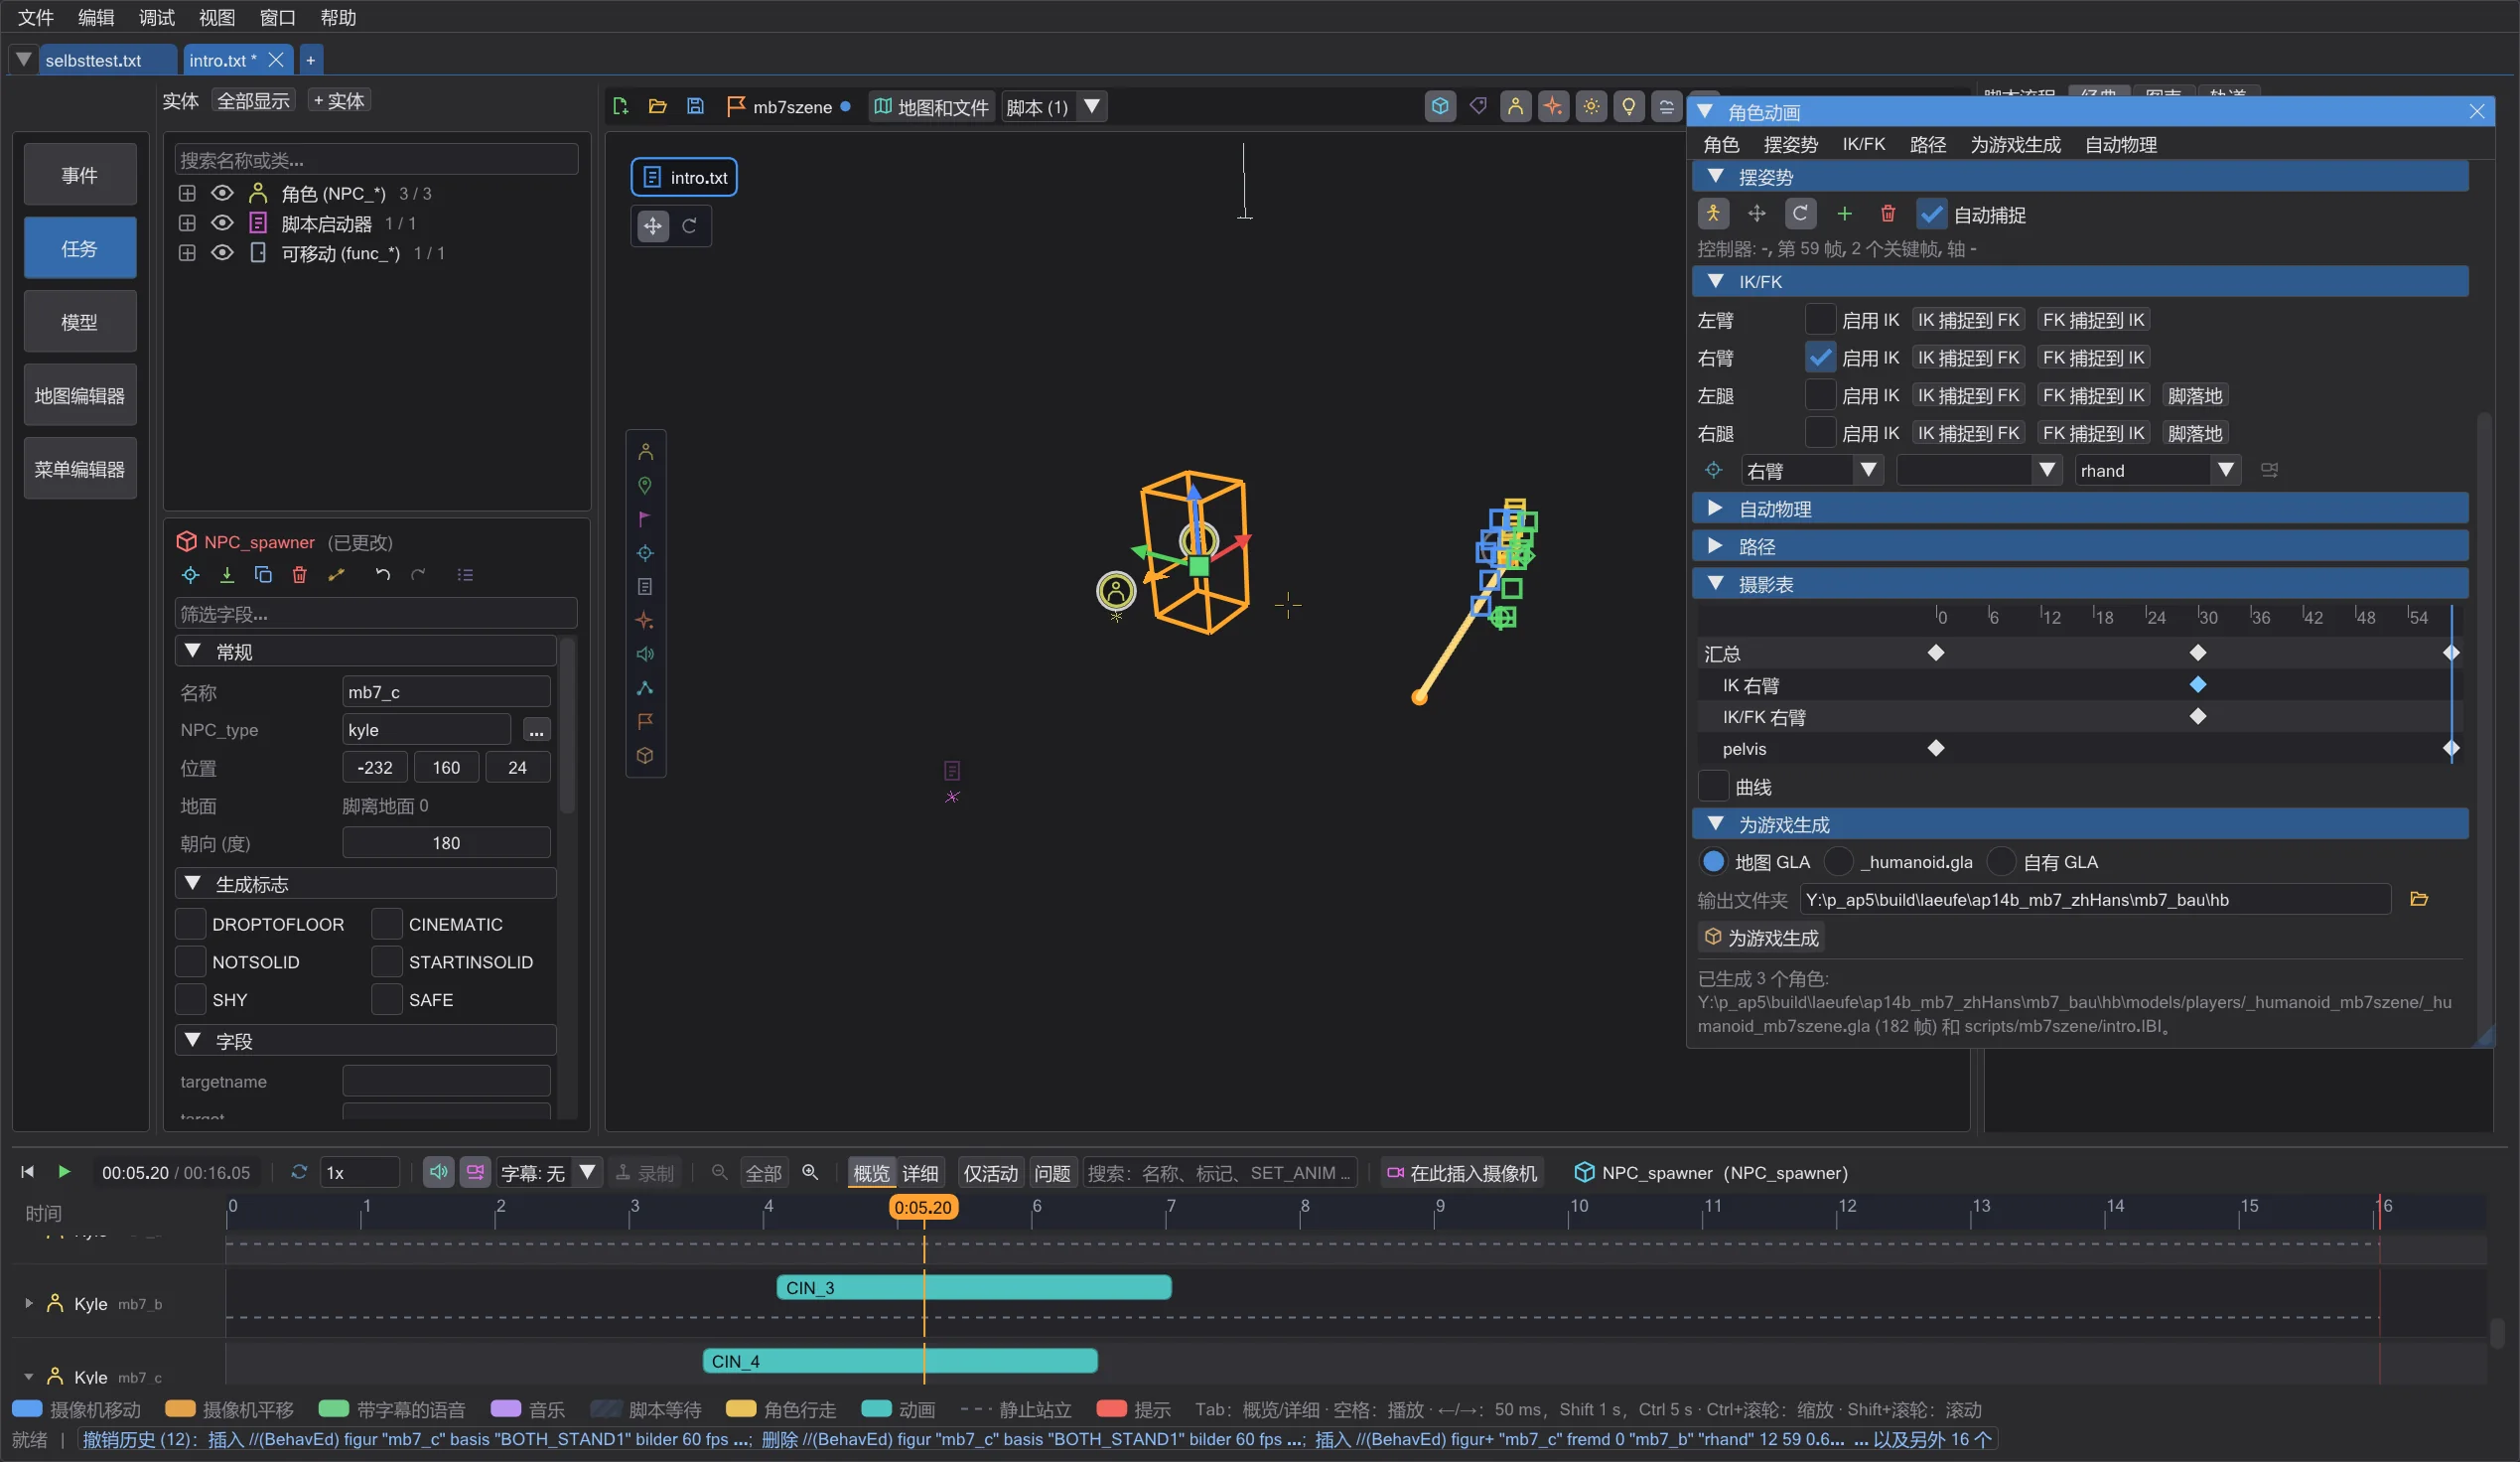 文件 编辑 调试 视图 窗口 帮助
selbsttest.txt intro.txt * +
实体 全部显示 + 实体
事件
任务
模型
地图编辑器
菜单编辑器
搜索名称或类...
角色 (NPC_*) 3 / 3
脚本启动器 1 / 1
可移动 (func_*) 1 / 1
NPC_spawner (已更改)
筛选字段...
常规
名称 mb7_c
NPC_type kyle ...
位置 -232 160 24
地面 脚离地面 0
朝向 (度) 180
生成标志
DROPTOFLOOR CINEMATIC
NOTSOLID STARTINSOLID
SHY SAFE
字段
targetname
target
mb7szene 地图和文件 脚本 (1)
intro.txt
脚本流程 经典 图表 轨道
角色动画
角色 摆姿势 IK/FK 路径 为游戏生成 自动物理
摆姿势
自动捕捉
控制器: -, 第 59 帧, 2 个关键帧, 轴 -
IK/FK
左臂 启用 IK IK 捕捉到 FK FK 捕捉到 IK
右臂 启用 IK IK 捕捉到 FK FK 捕捉到 IK
左腿 启用 IK IK 捕捉到 FK FK 捕捉到 IK 脚落地
右腿 启用 IK IK 捕捉到 FK FK 捕捉到 IK 脚落地
右臂 rhand
自动物理
路径
摄影表
0 6 12 18 24 30 36 42 48 54
汇总
IK 右臂
IK/FK 右臂
pelvis
曲线
为游戏生成
地图 GLA _humanoid.gla 自有 GLA
输出文件夹 Y:\p_ap5\build\laeufe\ap14b_mb7_zhHans\mb7_bau\hb
为游戏生成
已生成 3 个角色:
Y:\p_ap5\build\laeufe\ap14b_mb7_zhHans\mb7_bau\hb\models/players/_humanoid_mb7szene/_hu
manoid_mb7szene.gla (182 帧) 和 scripts/mb7szene/intro.IBI。
00:05.20 / 00:16.05 1x 字幕: 无 录制 全部 概览 详细 仅活动 问题 搜索：名称、标记、SET_ANIM ... 在此插入摄像机 NPC_spawner (NPC_spawner)
时间 0 1 2 3 4 0:05.20 6 7 8 9 10 11 12 13 14 15 16
Kyle mb7_b CIN_3
Kyle mb7_c CIN_4
摄像机移动 摄像机平移 带字幕的语音 音乐 脚本等待 角色行走 动画 静止站立 提示 Tab：概览/详细 · 空格：播放 · ←/→：50 ms，Shift 1 s，Ctrl 5 s · Ctrl+滚轮：缩放 · Shift+滚轮：滚动
就绪 | 撤销历史 (12)：插入 //(BehavEd) figur "mb7_c" basis "BOTH_STAND1" bilder 60 fps ...; 删除 //(BehavEd) figur "mb7_c" basis "BOTH_STAND1" bilder 60 fps ...; 插入 //(BehavEd) figur+ "mb7_c" fremd 0 "mb7_b" "rhand" 12 59 0.6... ... 以及另外 16 个